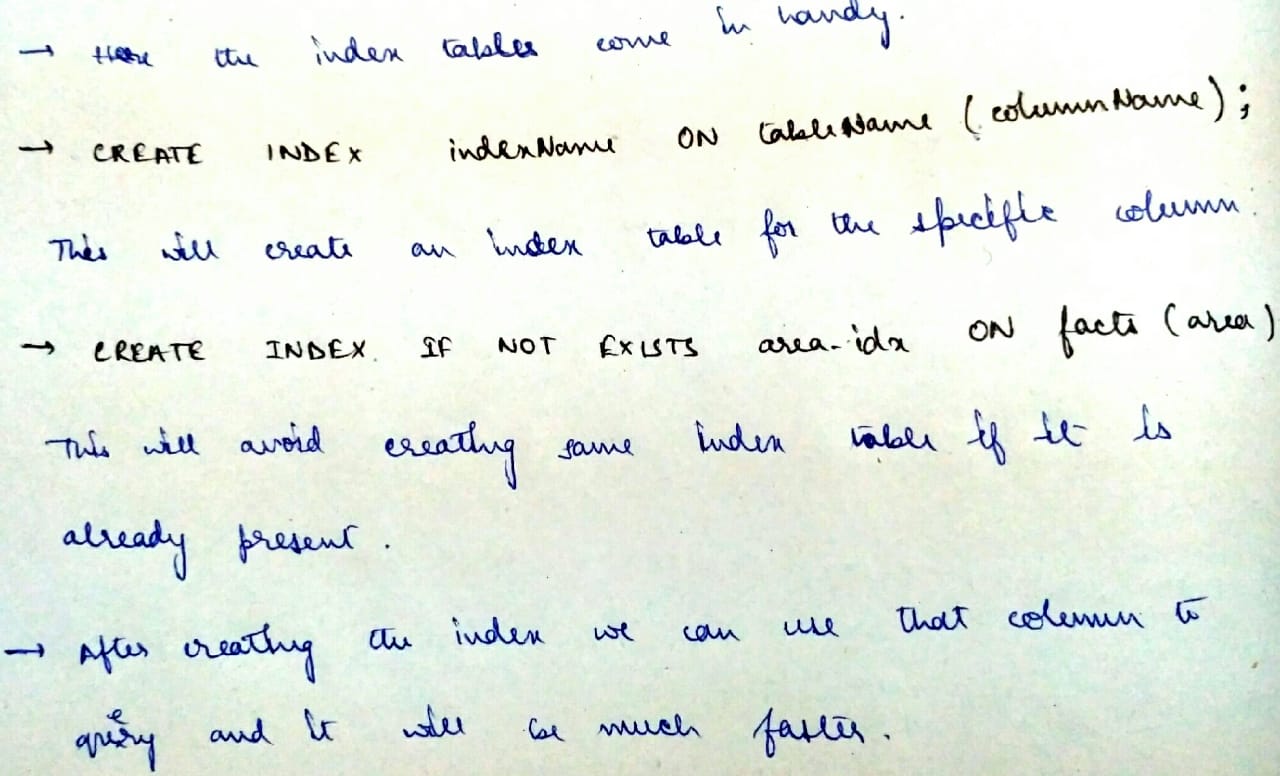 → Here the index tables come in handy.
→ CREATE INDEX indexName ON tableName (columnName);
This will create an index table for the specific column.
→ CREATE INDEX IF NOT EXISTS area_idx ON facts (area)
This will avoid creating same index table if it is
already present.
→ After creating the index we can use that column to
query and it will be much faster.